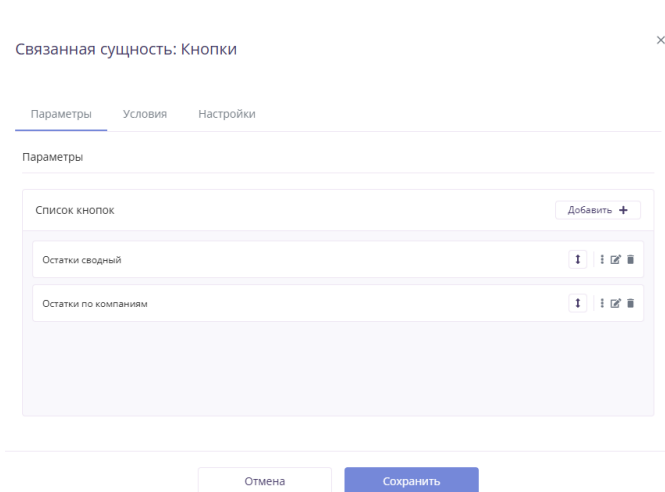 Связанная сущность: Кнопки
Параметры Условия Настройки
Параметры
Список кнопок Добавить +
Остатки сводный
Остатки по компаниям
Отмена Сохранить